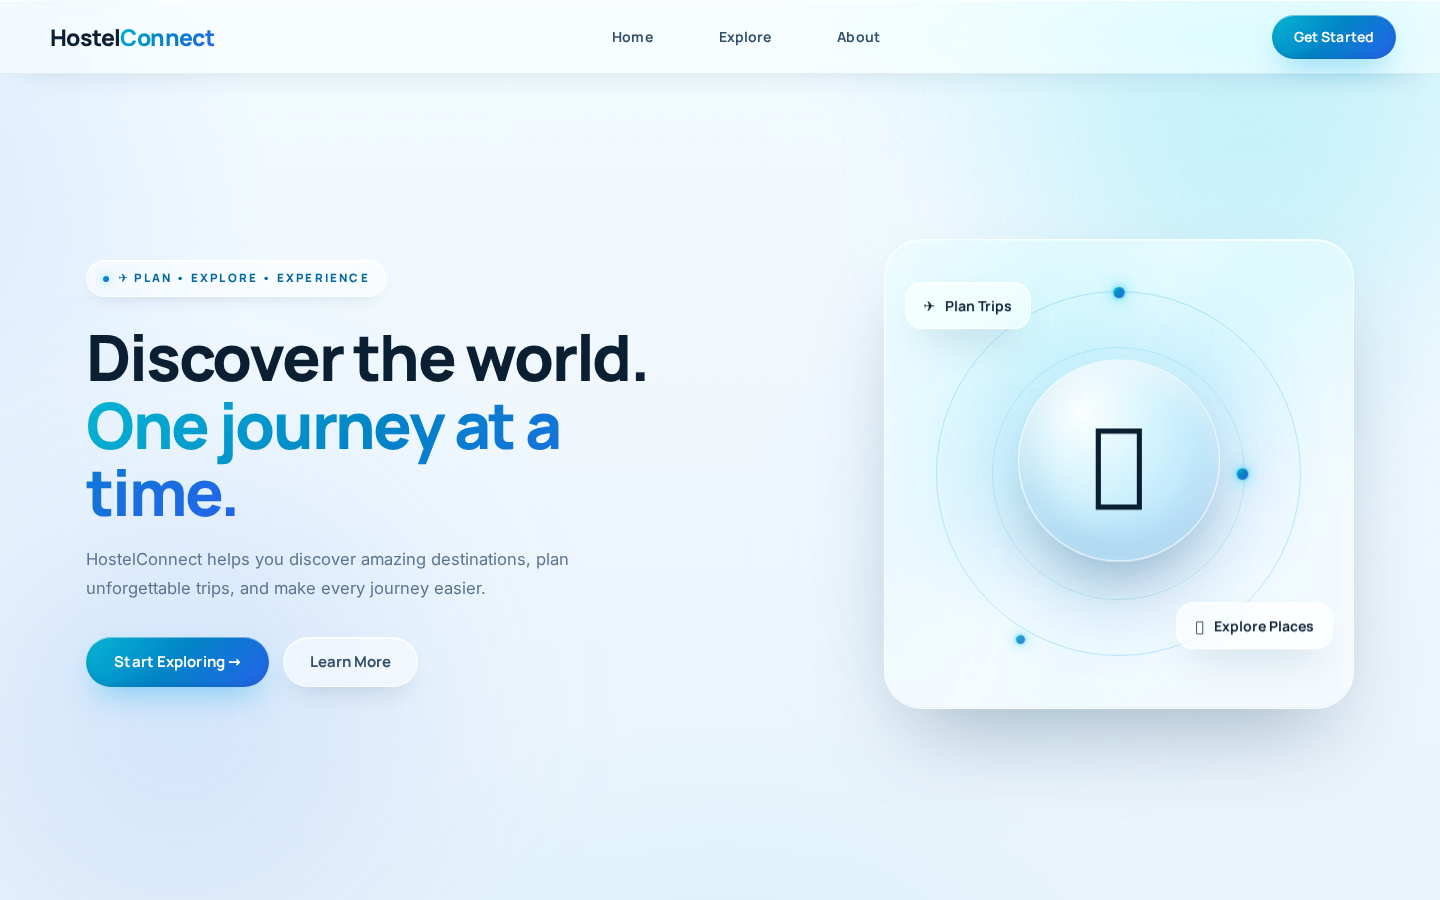 HostelConnect
Home
Explore
About
Get Started
✈ PLAN • EXPLORE • EXPERIENCE
Discover the world.
One journey at a
time.
HostelConnect helps you discover amazing destinations, plan
unforgettable trips, and make every journey easier.
Start Exploring →
Learn More
✈ Plan Trips
Explore Places